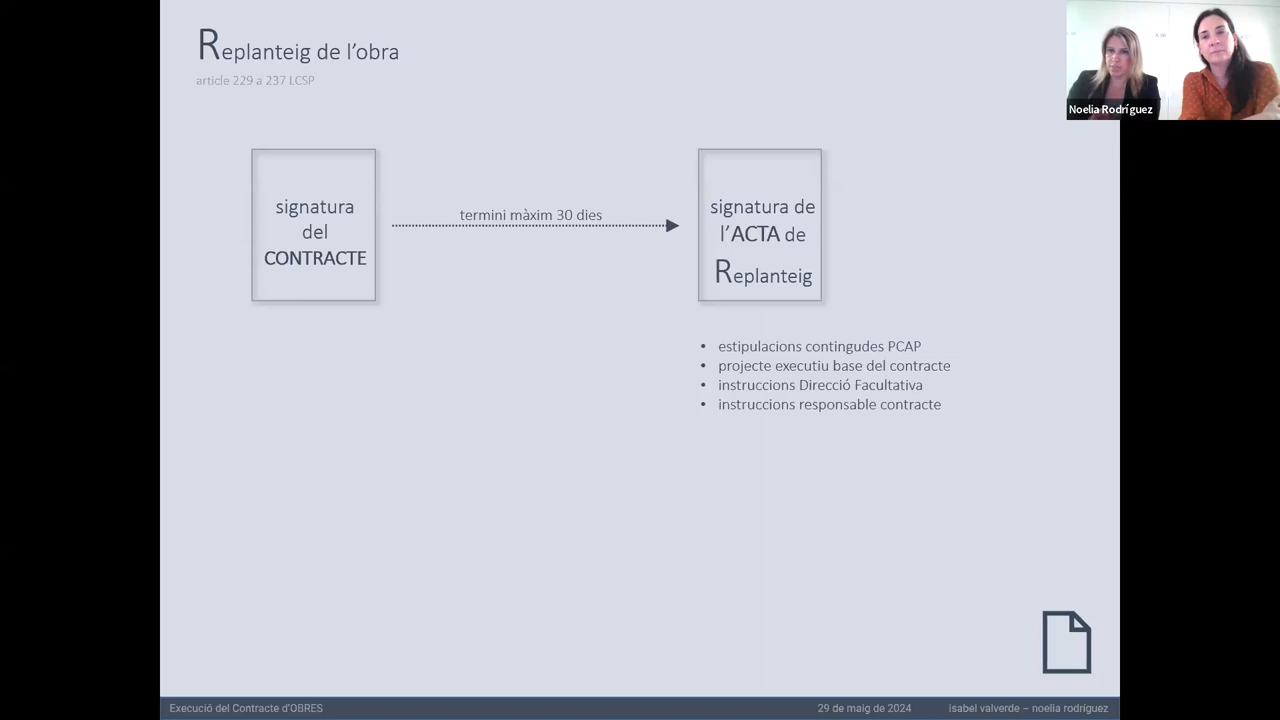 Replanteig de l’obra
article 229 a 237 LCSP
Noelia Rodríguez
signatura
del
CONTRACTE
termini màxim 30 dies
signatura de
l’ACTA de
Replanteig
• estipulacions contingudes PCAP
• projecte executiu base del contracte
• instruccions Direcció Facultativa
• instruccions responsable contracte
Execució del Contracte d’OBRES
29 de maig de 2024
isabel valverde – noelia rodríguez